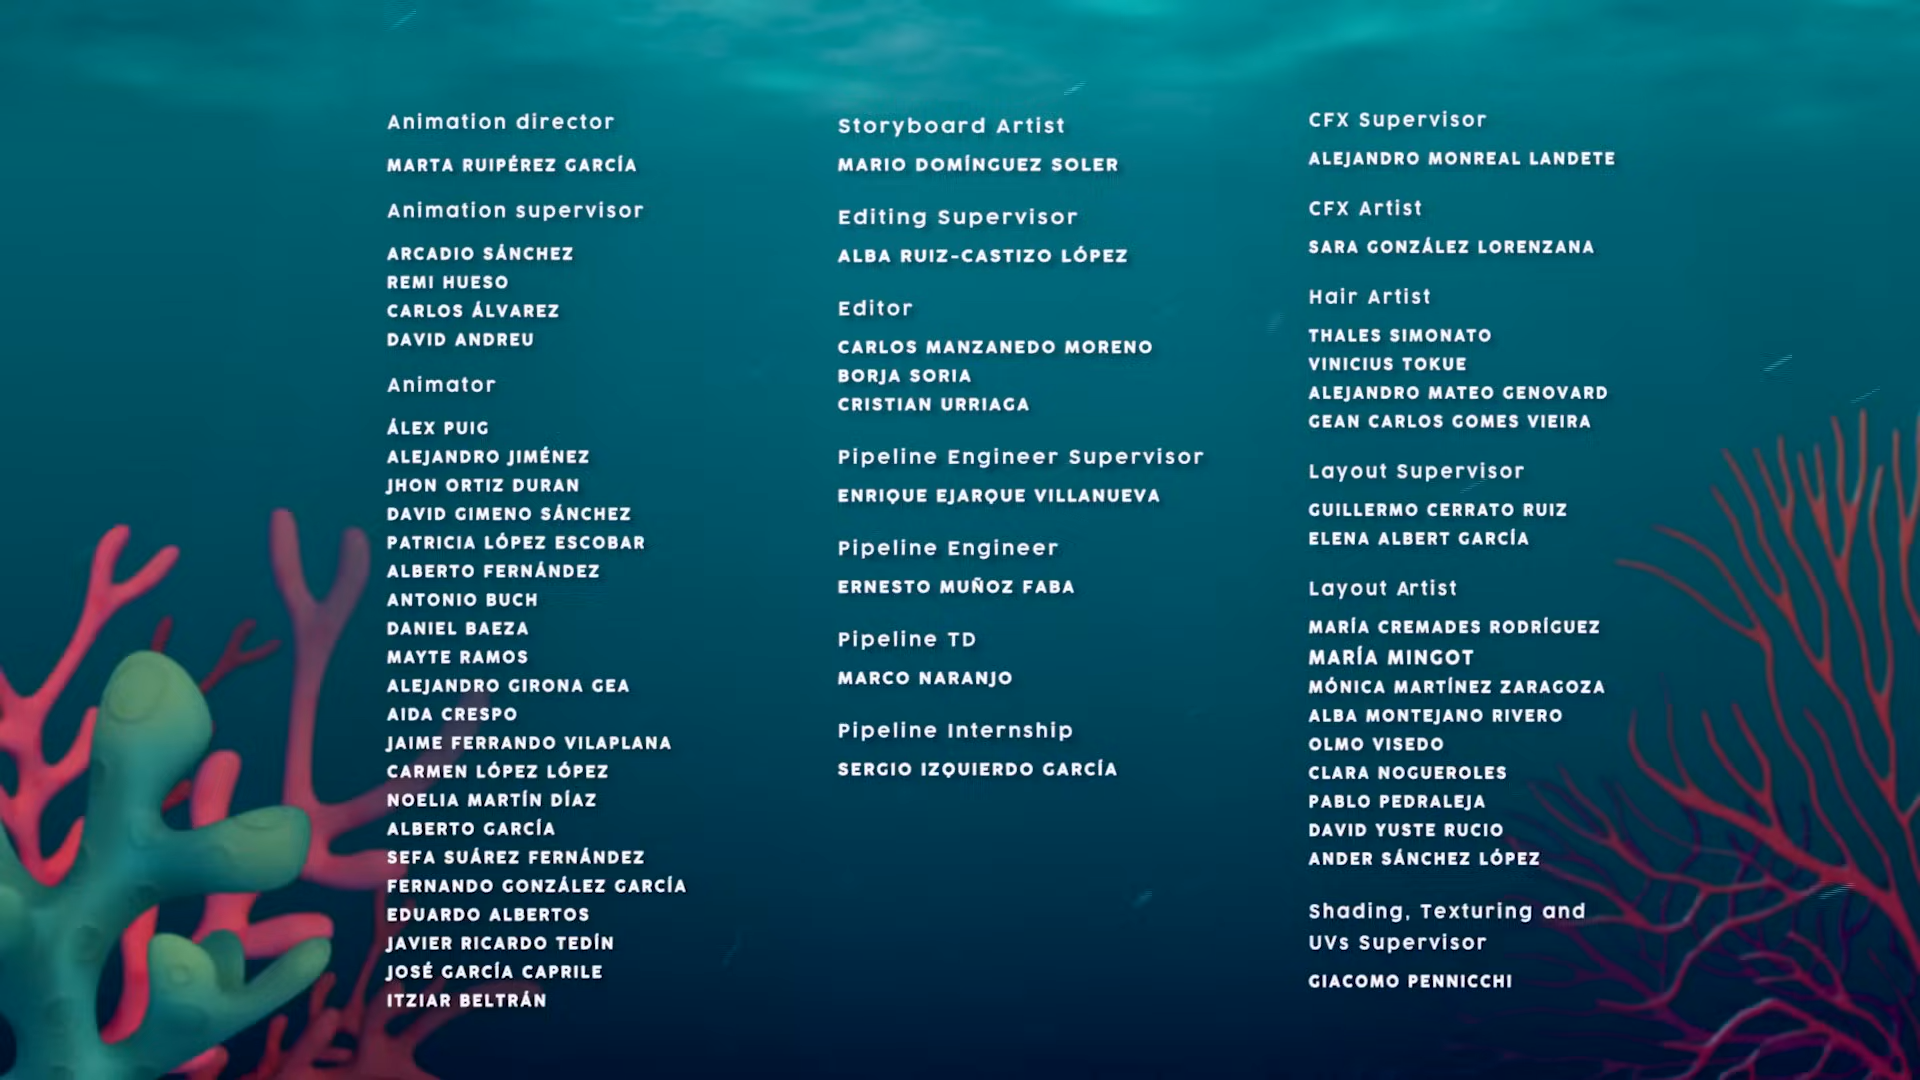 Animation director
MARTA RUIPÉREZ GARCÍA
Animation supervisor
ARCADIO SÁNCHEZ
REMI HUESO
CARLOS ÁLVAREZ
DAVID ANDREU
Animator
ÁLEX PUIG
ALEJANDRO JIMÉNEZ
JHON ORTIZ DURAN
DAVID GIMENO SÁNCHEZ
PATRICIA LÓPEZ ESCOBAR
ALBERTO FERNÁNDEZ
ANTONIO BUCH
DANIEL BAEZA
MAYTE RAMOS
ALEJANDRO GIRONA GEA
AIDA CRESPO
JAIME FERRANDO VILAPLANA
CARMEN LÓPEZ LÓPEZ
NOELIA MARTÍN DÍAZ
ALBERTO GARCÍA
SEFA SUÁREZ FERNÁNDEZ
FERNANDO GONZÁLEZ GARCÍA
EDUARDO ALBERTOS
JAVIER RICARDO TEDÍN
JOSÉ GARCÍA CAPRILE
ITZIAR BELTRÁN
Storyboard Artist
MARIO DOMÍNGUEZ SOLER
Editing Supervisor
ALBA RUIZ-CASTIZO LÓPEZ
Editor
CARLOS MANZANEDO MORENO
BORJA SORIA
CRISTIAN URRIAGA
Pipeline Engineer Supervisor
ENRIQUE EJARQUE VILLANUEVA
Pipeline Engineer
ERNESTO MUÑOZ FABA
Pipeline TD
MARCO NARANJO
Pipeline Internship
SERGIO IZQUIERDO GARCÍA
CFX Supervisor
ALEJANDRO MONREAL LANDETE
CFX Artist
SARA GONZÁLEZ LORENZANA
Hair Artist
THALES SIMONATO
VINICIUS TOKUE
ALEJANDRO MATEO GENOVARD
GEAN CARLOS GOMES VIEIRA
Layout Supervisor
GUILLERMO CERRATO RUIZ
ELENA ALBERT GARCÍA
Layout Artist
MARÍA CREMADES RODRÍGUEZ
MARÍA MINGOT
MÓNICA MARTÍNEZ ZARAGOZA
ALBA MONTEJANO RIVERO
OLMO VISEDO
CLARA NOGUEROLES
PABLO PEDRALEJA
DAVID YUSTE RUCIO
ANDER SÁNCHEZ LÓPEZ
Shading, Texturing and
UVs Supervisor
GIACOMO PENNICCHI